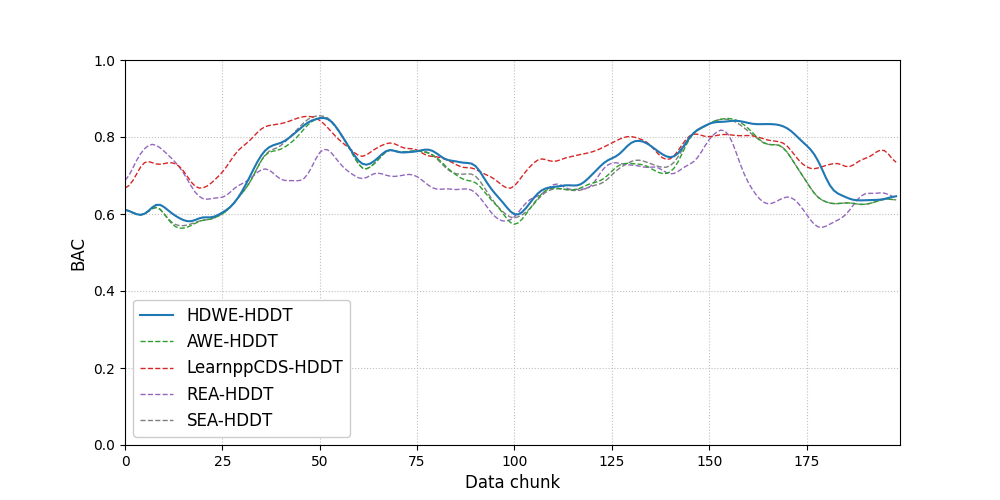 1.0
0.8
0.6
0.4
0.2
0.0
BAC
HDWE-HDDT
AWE-HDDT
LearnppCDS-HDDT
REA-HDDT
SEA-HDDT
0 25 50 75 100 125 150 175
Data chunk